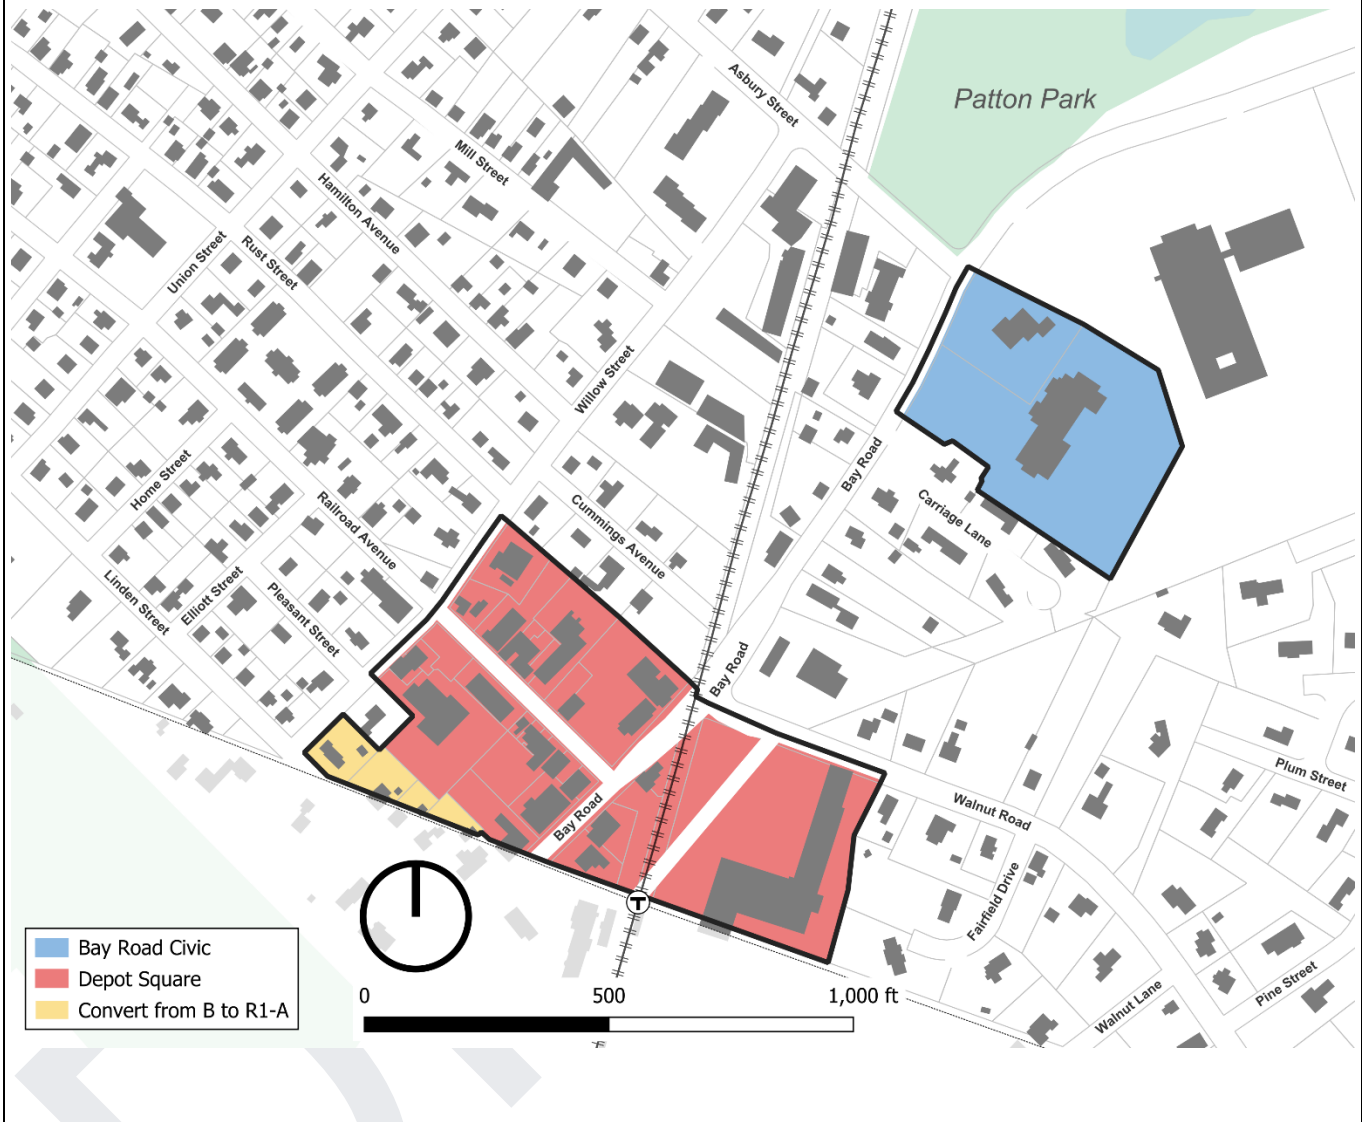 Patton Park
Asbury Street
Mill Street
Hamilton Avenue
Union Street
Rust Street
Willow Street
Bay Road
Carriage Lane
Home Street
Railroad Avenue
Cummings Avenue
Linden Street
Elliott Street
Pleasant Street
Bay Road
Bay Road
Plum Street
Walnut Road
Fairfield Drive
Pine Street
Walnut Lane
T
Bay Road Civic
Depot Square
Convert from B to R1-A
0 500 1,000 ft